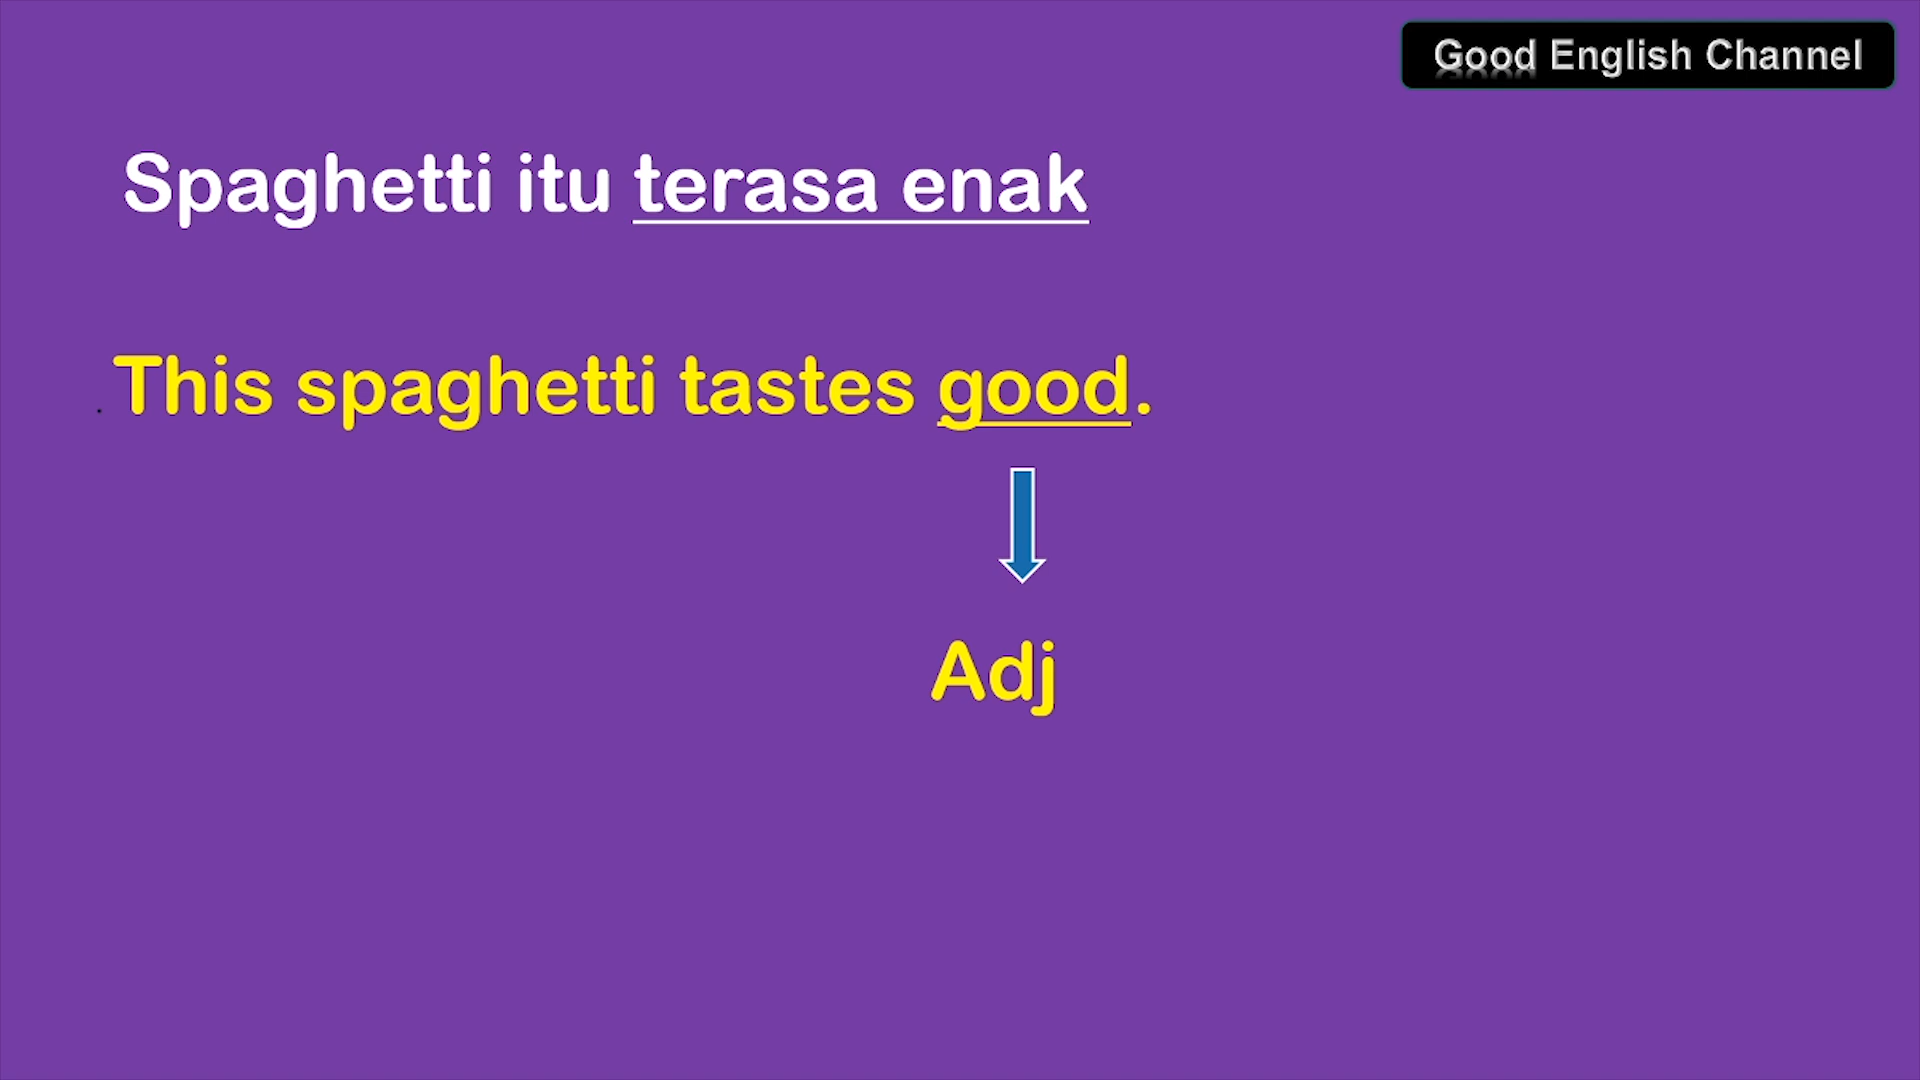 Good English Channel
Spaghetti itu terasa enak
This spaghetti tastes good.
Adj